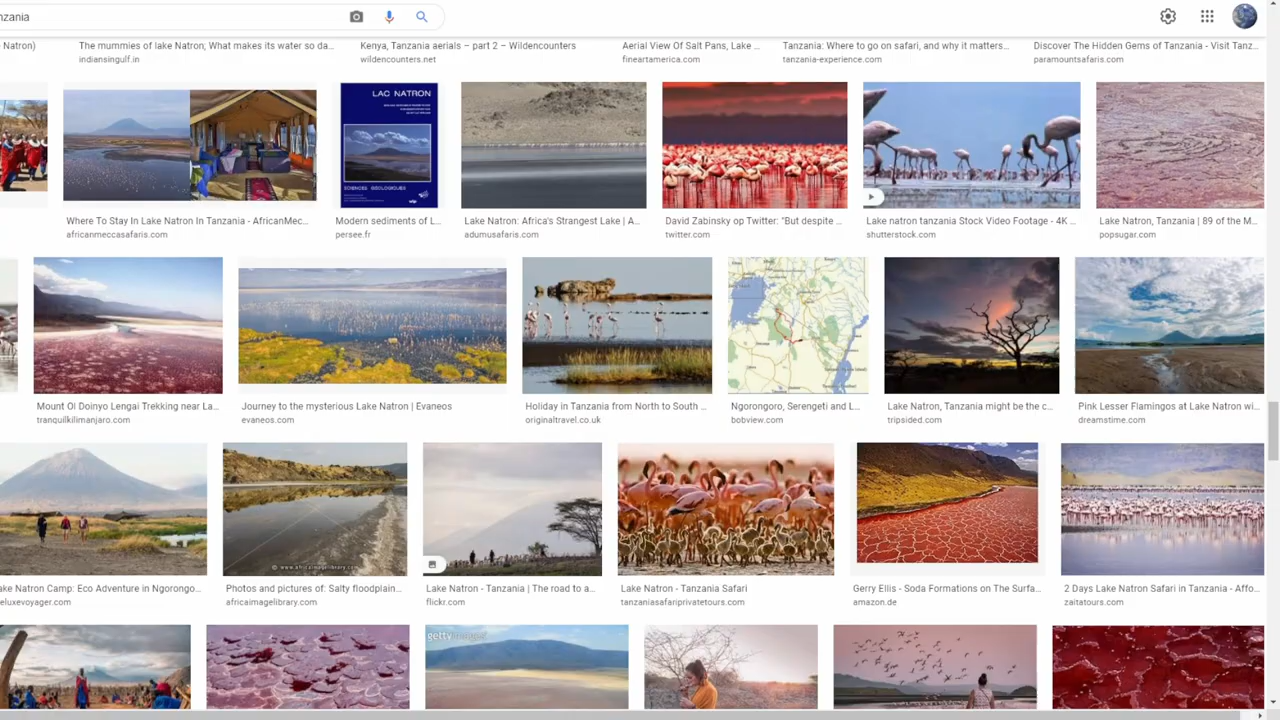 nzania
Natron)
The mummies of lake Natron; What makes its water so da...
indiansingulf.in
Kenya, Tanzania aerials – part 2 – Wildencounters
wildencounters.net
Aerial View Of Salt Pans, Lake ...
fineartamerica.com
Tanzania: Where to go on safari, and why it matters...
tanzania-experience.com
Discover The Hidden Gems of Tanzania - Visit Tanz...
paramountsafaris.com
LAC NATRON
SCIENCES GEOLOGIQUES
Where To Stay In Lake Natron In Tanzania - AfricanMec...
africanmeccasafaris.com
Modern sediments of L...
persee.fr
Lake Natron: Africa's Strangest Lake | A...
adumusafaris.com
David Zabinsky op Twitter: "But despite ...
twitter.com
Lake natron tanzania Stock Video Footage - 4K ...
shutterstock.com
Lake Natron, Tanzania | 89 of the M...
popsugar.com
Mount Ol Doinyo Lengai Trekking near La...
tranquilkilimanjaro.com
Journey to the mysterious Lake Natron | Evaneos
evaneos.com
Holiday in Tanzania from North to South ...
originaltravel.co.uk
Ngorongoro, Serengeti and L...
bobview.com
Lake Natron, Tanzania might be the c...
tripsided.com
Pink Lesser Flamingos at Lake Natron wi...
dreamstime.com
© www.africaimagelibrary.com
ake Natron Camp: Eco Adventure in Ngorongo...
eluxevoyager.com
Photos and pictures of: Salty floodplain...
africaimagelibrary.com
Lake Natron - Tanzania | The road to a...
flickr.com
Lake Natron - Tanzania Safari
tanzaniasafariprivatetours.com
Gerry Ellis - Soda Formations on The Surfa...
amazon.de
2 Days Lake Natron Safari in Tanzania - Affo...
zaitatours.com
gettyimages